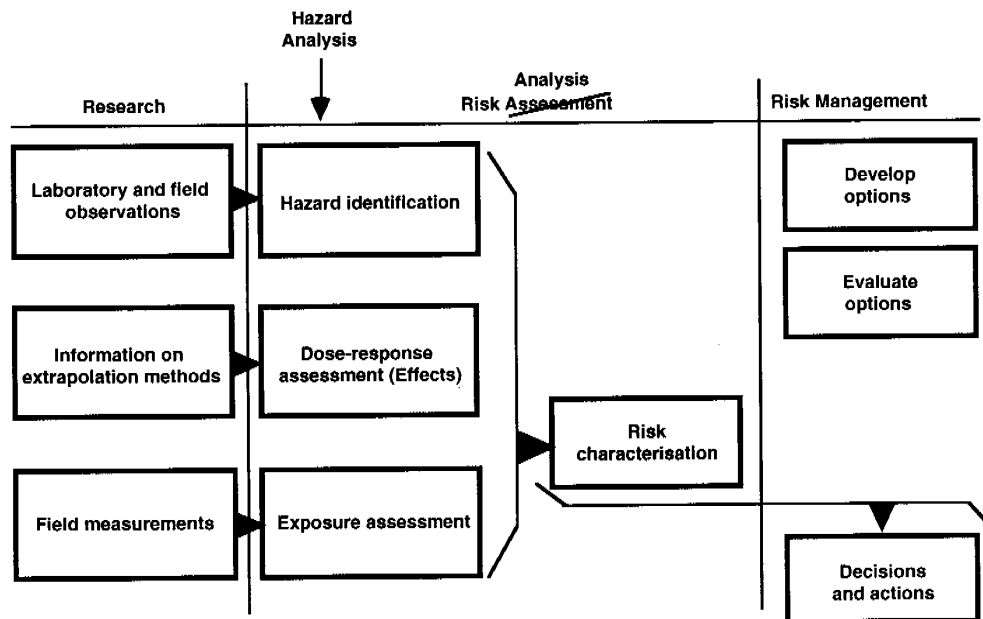 Hazard
Analysis
Analysis
Research
Risk Assessment
Risk Management
Laboratory and field
observations
Hazard identification
Develop
options
Evaluate
options
Information on
extrapolation methods
Dose-response
assessment (Effects)
Risk
characterisation
Field measurements
Exposure assessment
Decisions
and actions